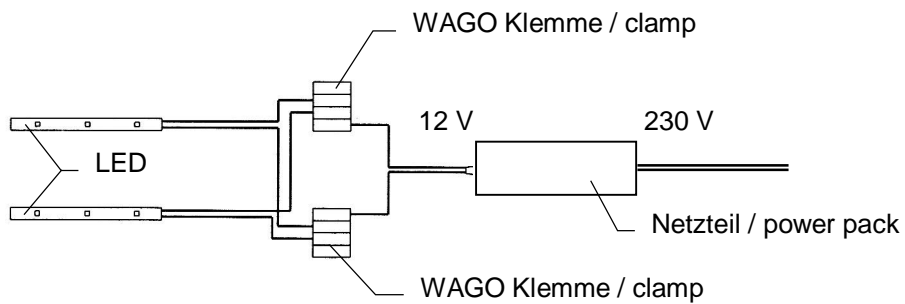 WAGO Klemme / clamp
12 V
230 V
LED
Netzteil / power pack
WAGO Klemme / clamp